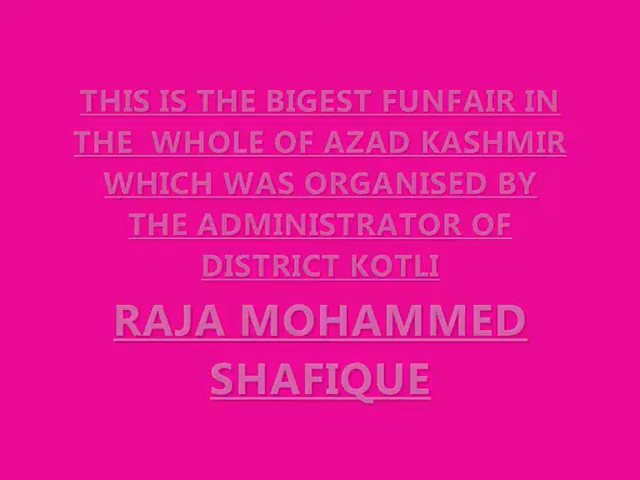 THIS IS THE BIGEST FUNFAIR IN
THE WHOLE OF AZAD KASHMIR
WHICH WAS ORGANISED BY
THE ADMINISTRATOR OF
DISTRICT KOTLI
RAJA MOHAMMED
SHAFIQUE